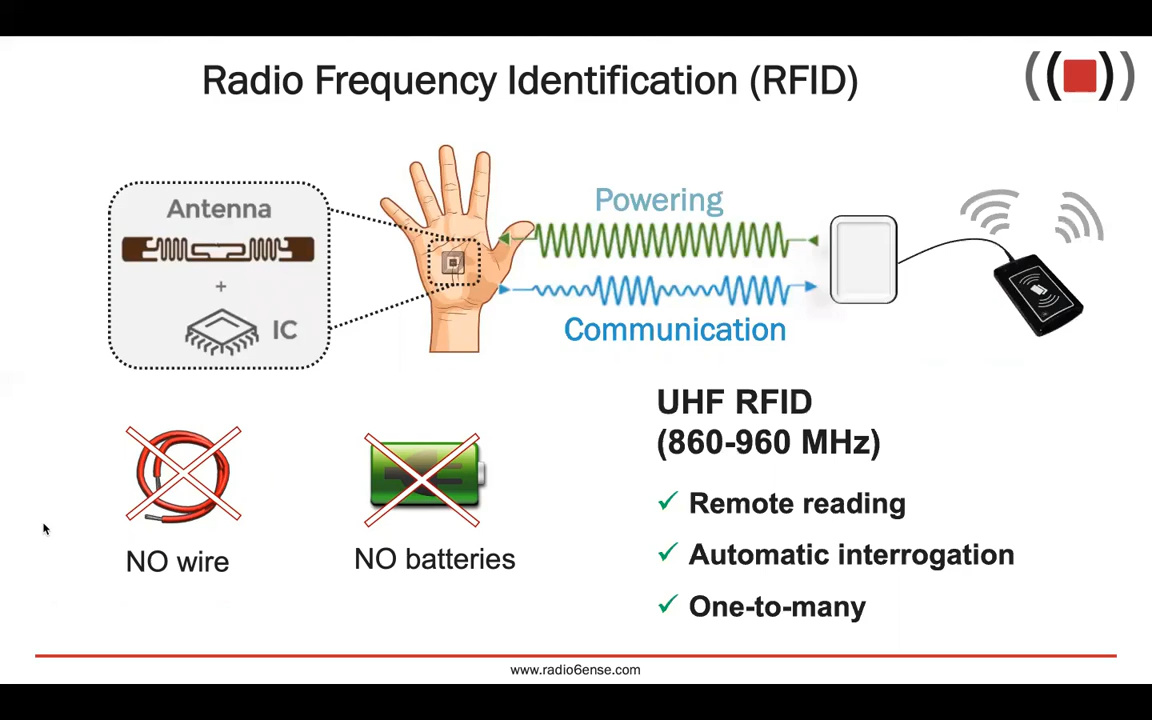 Radio Frequency Identification (RFID)
Antenna
+
IC
Powering
Communication
UHF RFID
(860-960 MHz)
Remote reading
Automatic interrogation
One-to-many
NO wire
NO batteries
www.radio6ense.com